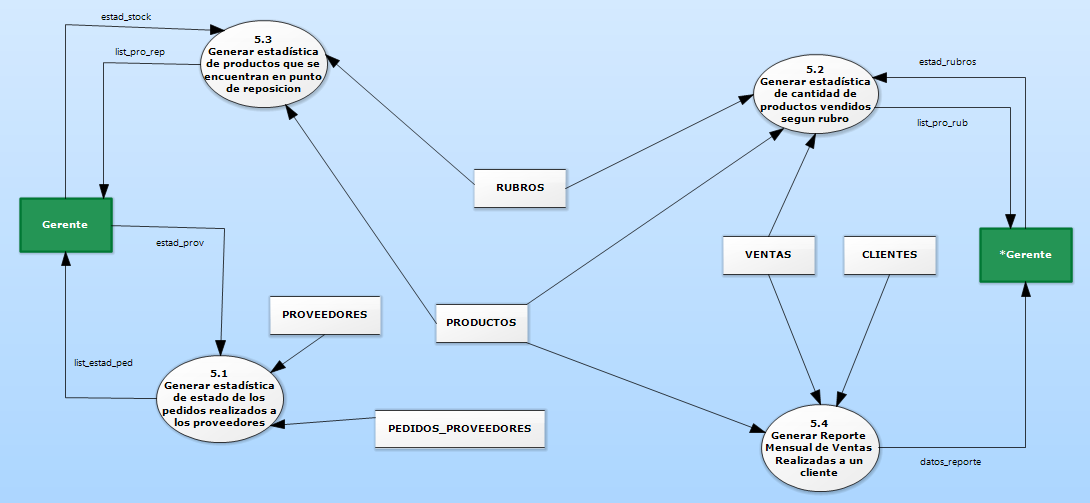 estad_stock
list_pro_rep
5.3
Generar estadística
de productos que se
encuentran en punto
de reposicion
5.2
Generar estadística
de cantidad de
productos vendidos
segun rubro
estad_rubros
list_pro_rub
RUBROS
Gerente
estad_prov
VENTAS
CLIENTES
*Gerente
PROVEEDORES
PRODUCTOS
list_estad_ped
5.1
Generar estadística
de estado de los
pedidos realizados a
los proveedores
PEDIDOS_PROVEEDORES
5.4
Generar Reporte
Mensual de Ventas
Realizadas a un
cliente
datos_reporte